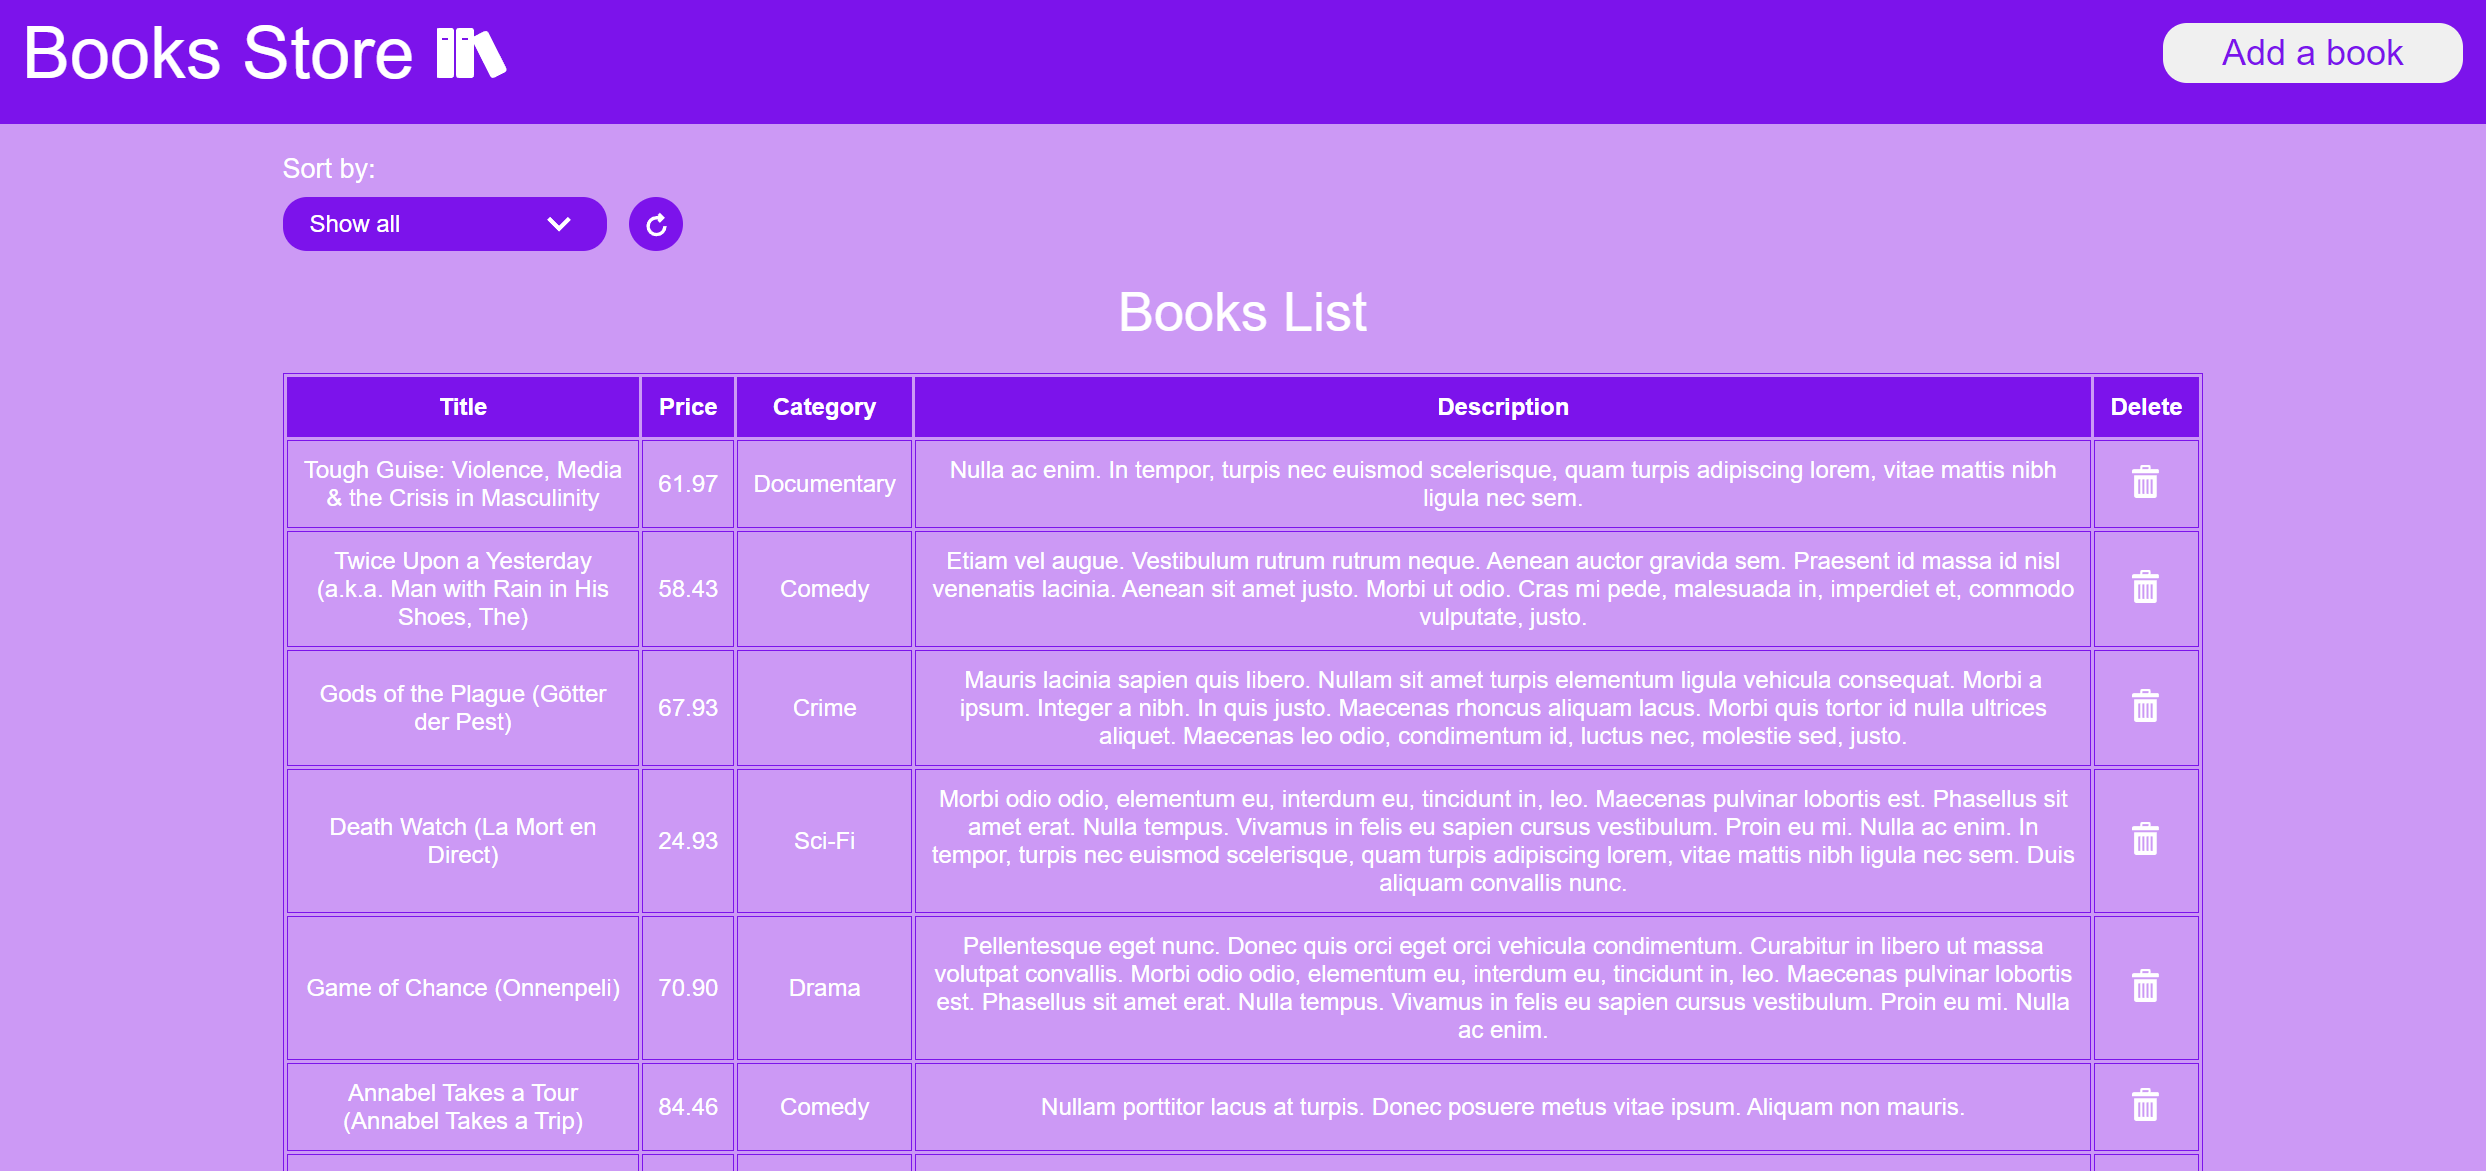 Books Store
Add a book
Sort by:
Show all
Books List
Title Price Category Description Delete
Tough Guise: Violence, Media
& the Crisis in Masculinity
61.97
Documentary
Nulla ac enim. In tempor, turpis nec euismod scelerisque, quam turpis adipiscing lorem, vitae mattis nibh
ligula nec sem.
Twice Upon a Yesterday
(a.k.a. Man with Rain in His
Shoes, The)
58.43
Comedy
Etiam vel augue. Vestibulum rutrum rutrum neque. Aenean auctor gravida sem. Praesent id massa id nisl
venenatis lacinia. Aenean sit amet justo. Morbi ut odio. Cras mi pede, malesuada in, imperdiet et, commodo
vulputate, justo.
Gods of the Plague (Götter
der Pest)
67.93
Crime
Mauris lacinia sapien quis libero. Nullam sit amet turpis elementum ligula vehicula consequat. Morbi a
ipsum. Integer a nibh. In quis justo. Maecenas rhoncus aliquam lacus. Morbi quis tortor id nulla ultrices
aliquet. Maecenas leo odio, condimentum id, luctus nec, molestie sed, justo.
Death Watch (La Mort en
Direct)
24.93
Sci-Fi
Morbi odio odio, elementum eu, interdum eu, tincidunt in, leo. Maecenas pulvinar lobortis est. Phasellus sit
amet erat. Nulla tempus. Vivamus in felis eu sapien cursus vestibulum. Proin eu mi. Nulla ac enim. In
tempor, turpis nec euismod scelerisque, quam turpis adipiscing lorem, vitae mattis nibh ligula nec sem. Duis
aliquam convallis nunc.
Game of Chance (Onnenpeli)
70.90
Drama
Pellentesque eget nunc. Donec quis orci eget orci vehicula condimentum. Curabitur in libero ut massa
volutpat convallis. Morbi odio odio, elementum eu, interdum eu, tincidunt in, leo. Maecenas pulvinar lobortis
est. Phasellus sit amet erat. Nulla tempus. Vivamus in felis eu sapien cursus vestibulum. Proin eu mi. Nulla
ac enim.
Annabel Takes a Tour
(Annabel Takes a Trip)
84.46
Comedy
Nullam porttitor lacus at turpis. Donec posuere metus vitae ipsum. Aliquam non mauris.